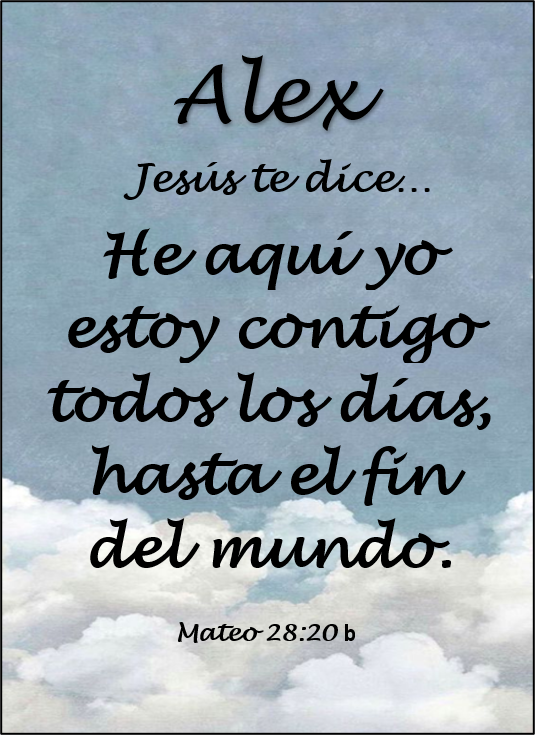 Alex
Jesús te dice...
He aquí yo
estoy contigo
todos los días,
hasta el fin
del mundo.
Mateo 28:20 b